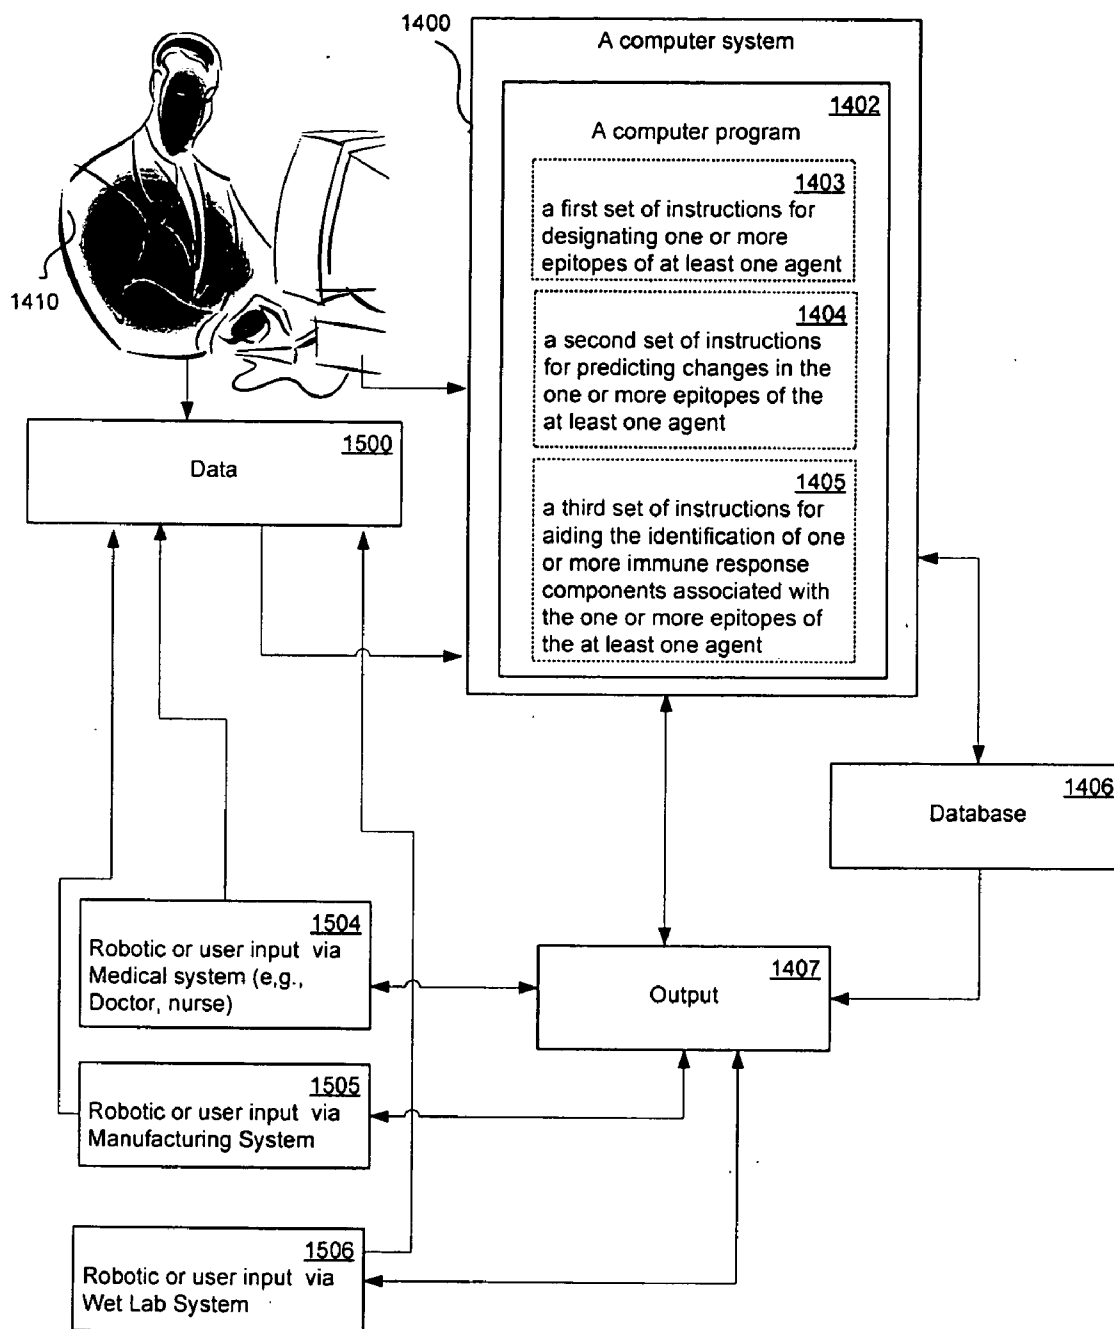 1400
A computer system
1402
A computer program
1403
a first set of instructions for
designating one or more
epitopes of at least one agent
1404
a second set of instructions
for predicting changes in the
one or more epitopes of the
at least one agent
1405
a third set of instructions for
aiding the identification of one
or more immune response
components associated with
the one or more epitopes of
the at least one agent
1410
1500
Data
1406
Database
1504
Robotic or user input via
Medical system (e,g.,
Doctor, nurse)
1407
Output
1505
Robotic or user input via
Manufacturing System
1506
Robotic or user input via
Wet Lab System